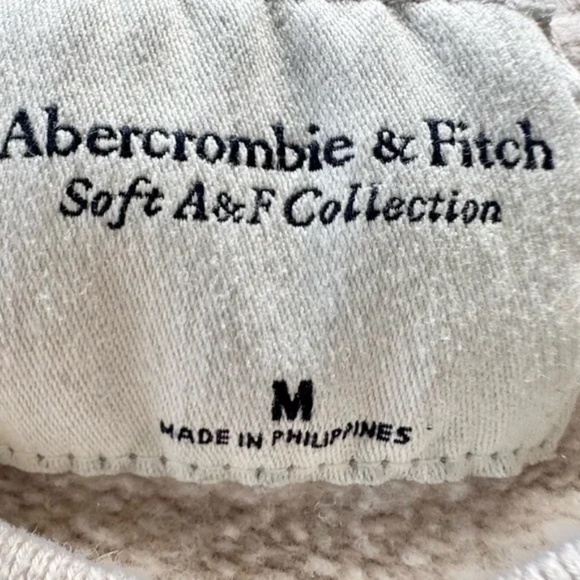 Abercrombie & Fitch
Soft A&F Collection
M
MADE IN PHILIPPINES